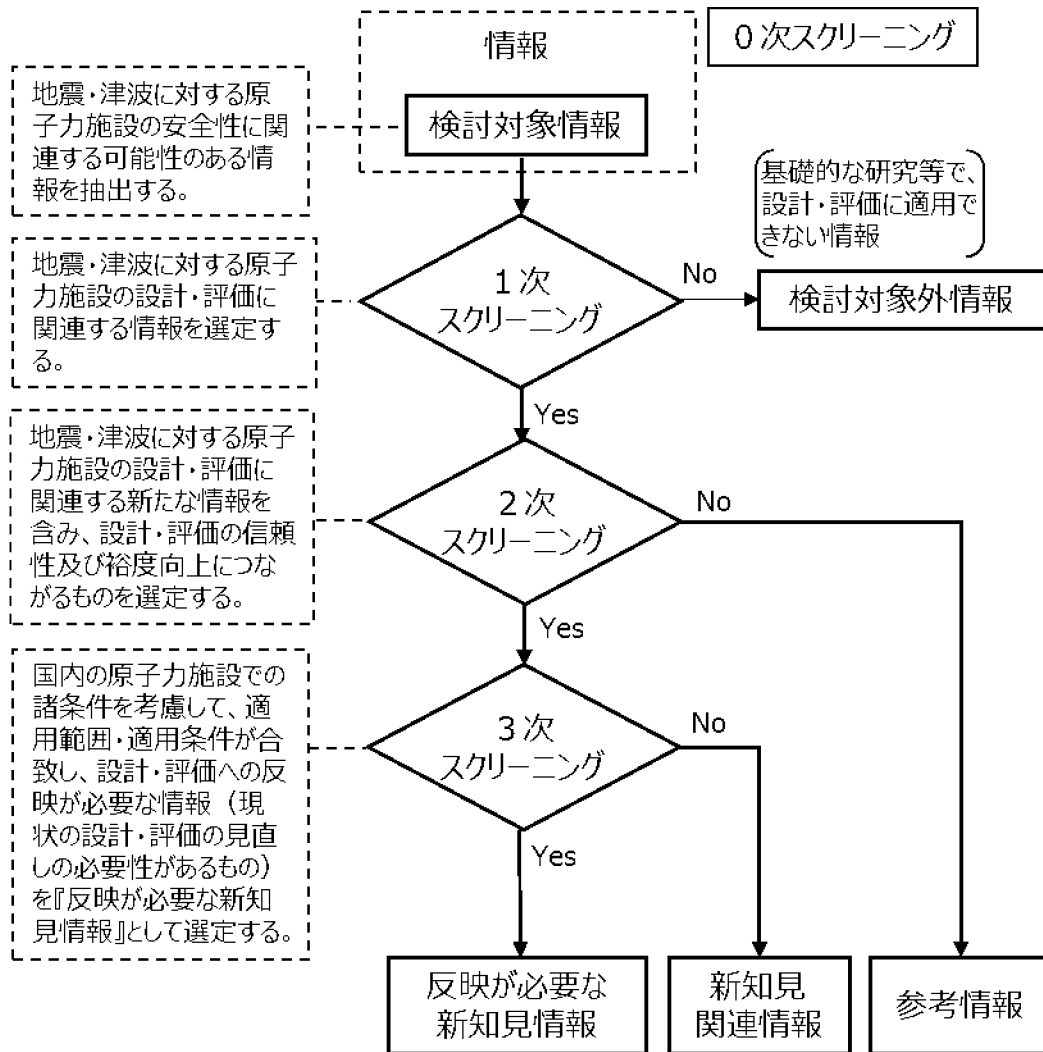 情報
0次スクリーニング
地震・津波に対する原
子力施設の安全性に関
連する可能性のある情
報を抽出する。
検討対象情報
基礎的な研究等で、
設計・評価に適用で
きない情報
地震・津波に対する原子
力施設の設計・評価に
関連する情報を選定す
る。
1次
スクリーニング
No
検討対象外情報
Yes
地震・津波に対する原子
力施設の設計・評価に
関連する新たな情報を
含み、設計・評価の信頼
性及び裕度向上につな
がるものを選定する。
2次
スクリーニング
No
Yes
国内の原子力施設での
諸条件を考慮して、適
用範囲・適用条件が合
致し、設計・評価への反
映が必要な情報（現
状の設計・評価の見直
しの必要性があるもの）
を『反映が必要な新知
見情報』として選定する。
3次
スクリーニング
No
Yes
反映が必要な
新知見情報
新知見
関連情報
参考情報